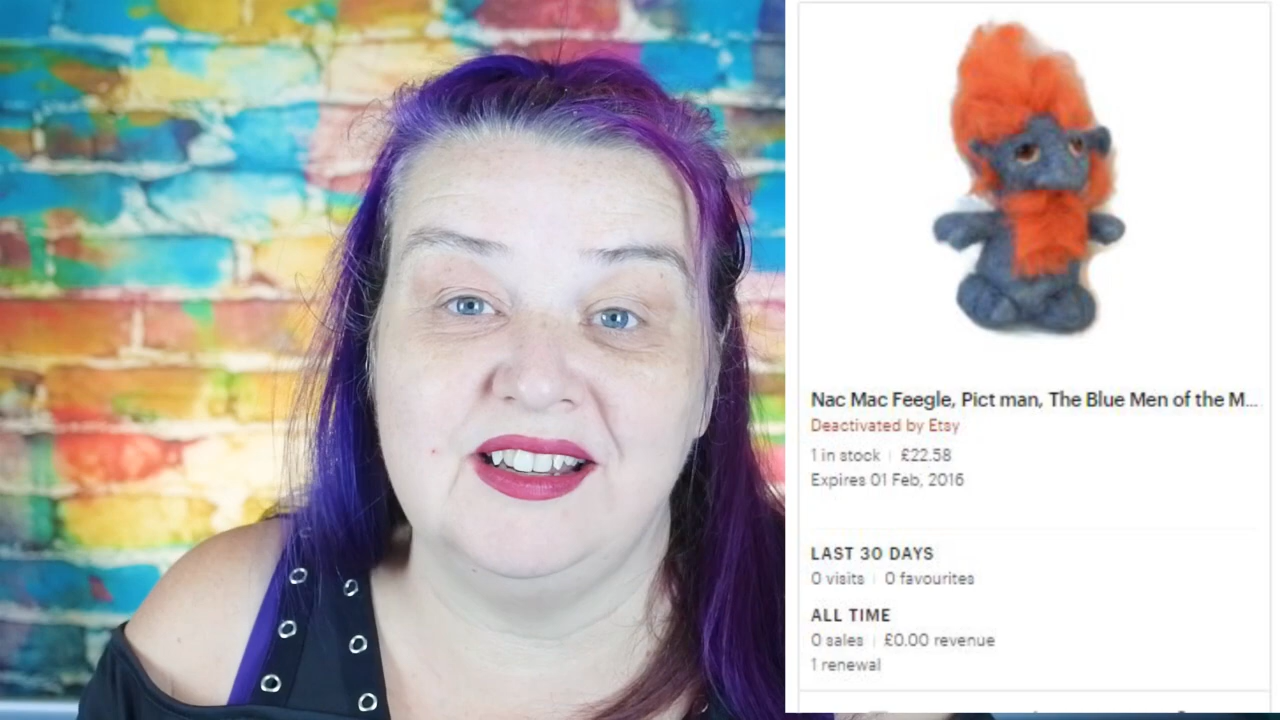 Nac Mac Feegle, Pict man, The Blue Men of the M...
Deactivated by Etsy
1 in stock | £22.58
Expires 01 Feb, 2016
LAST 30 DAYS
0 visits | 0 favourites
ALL TIME
0 sales | £0.00 revenue
1 renewal